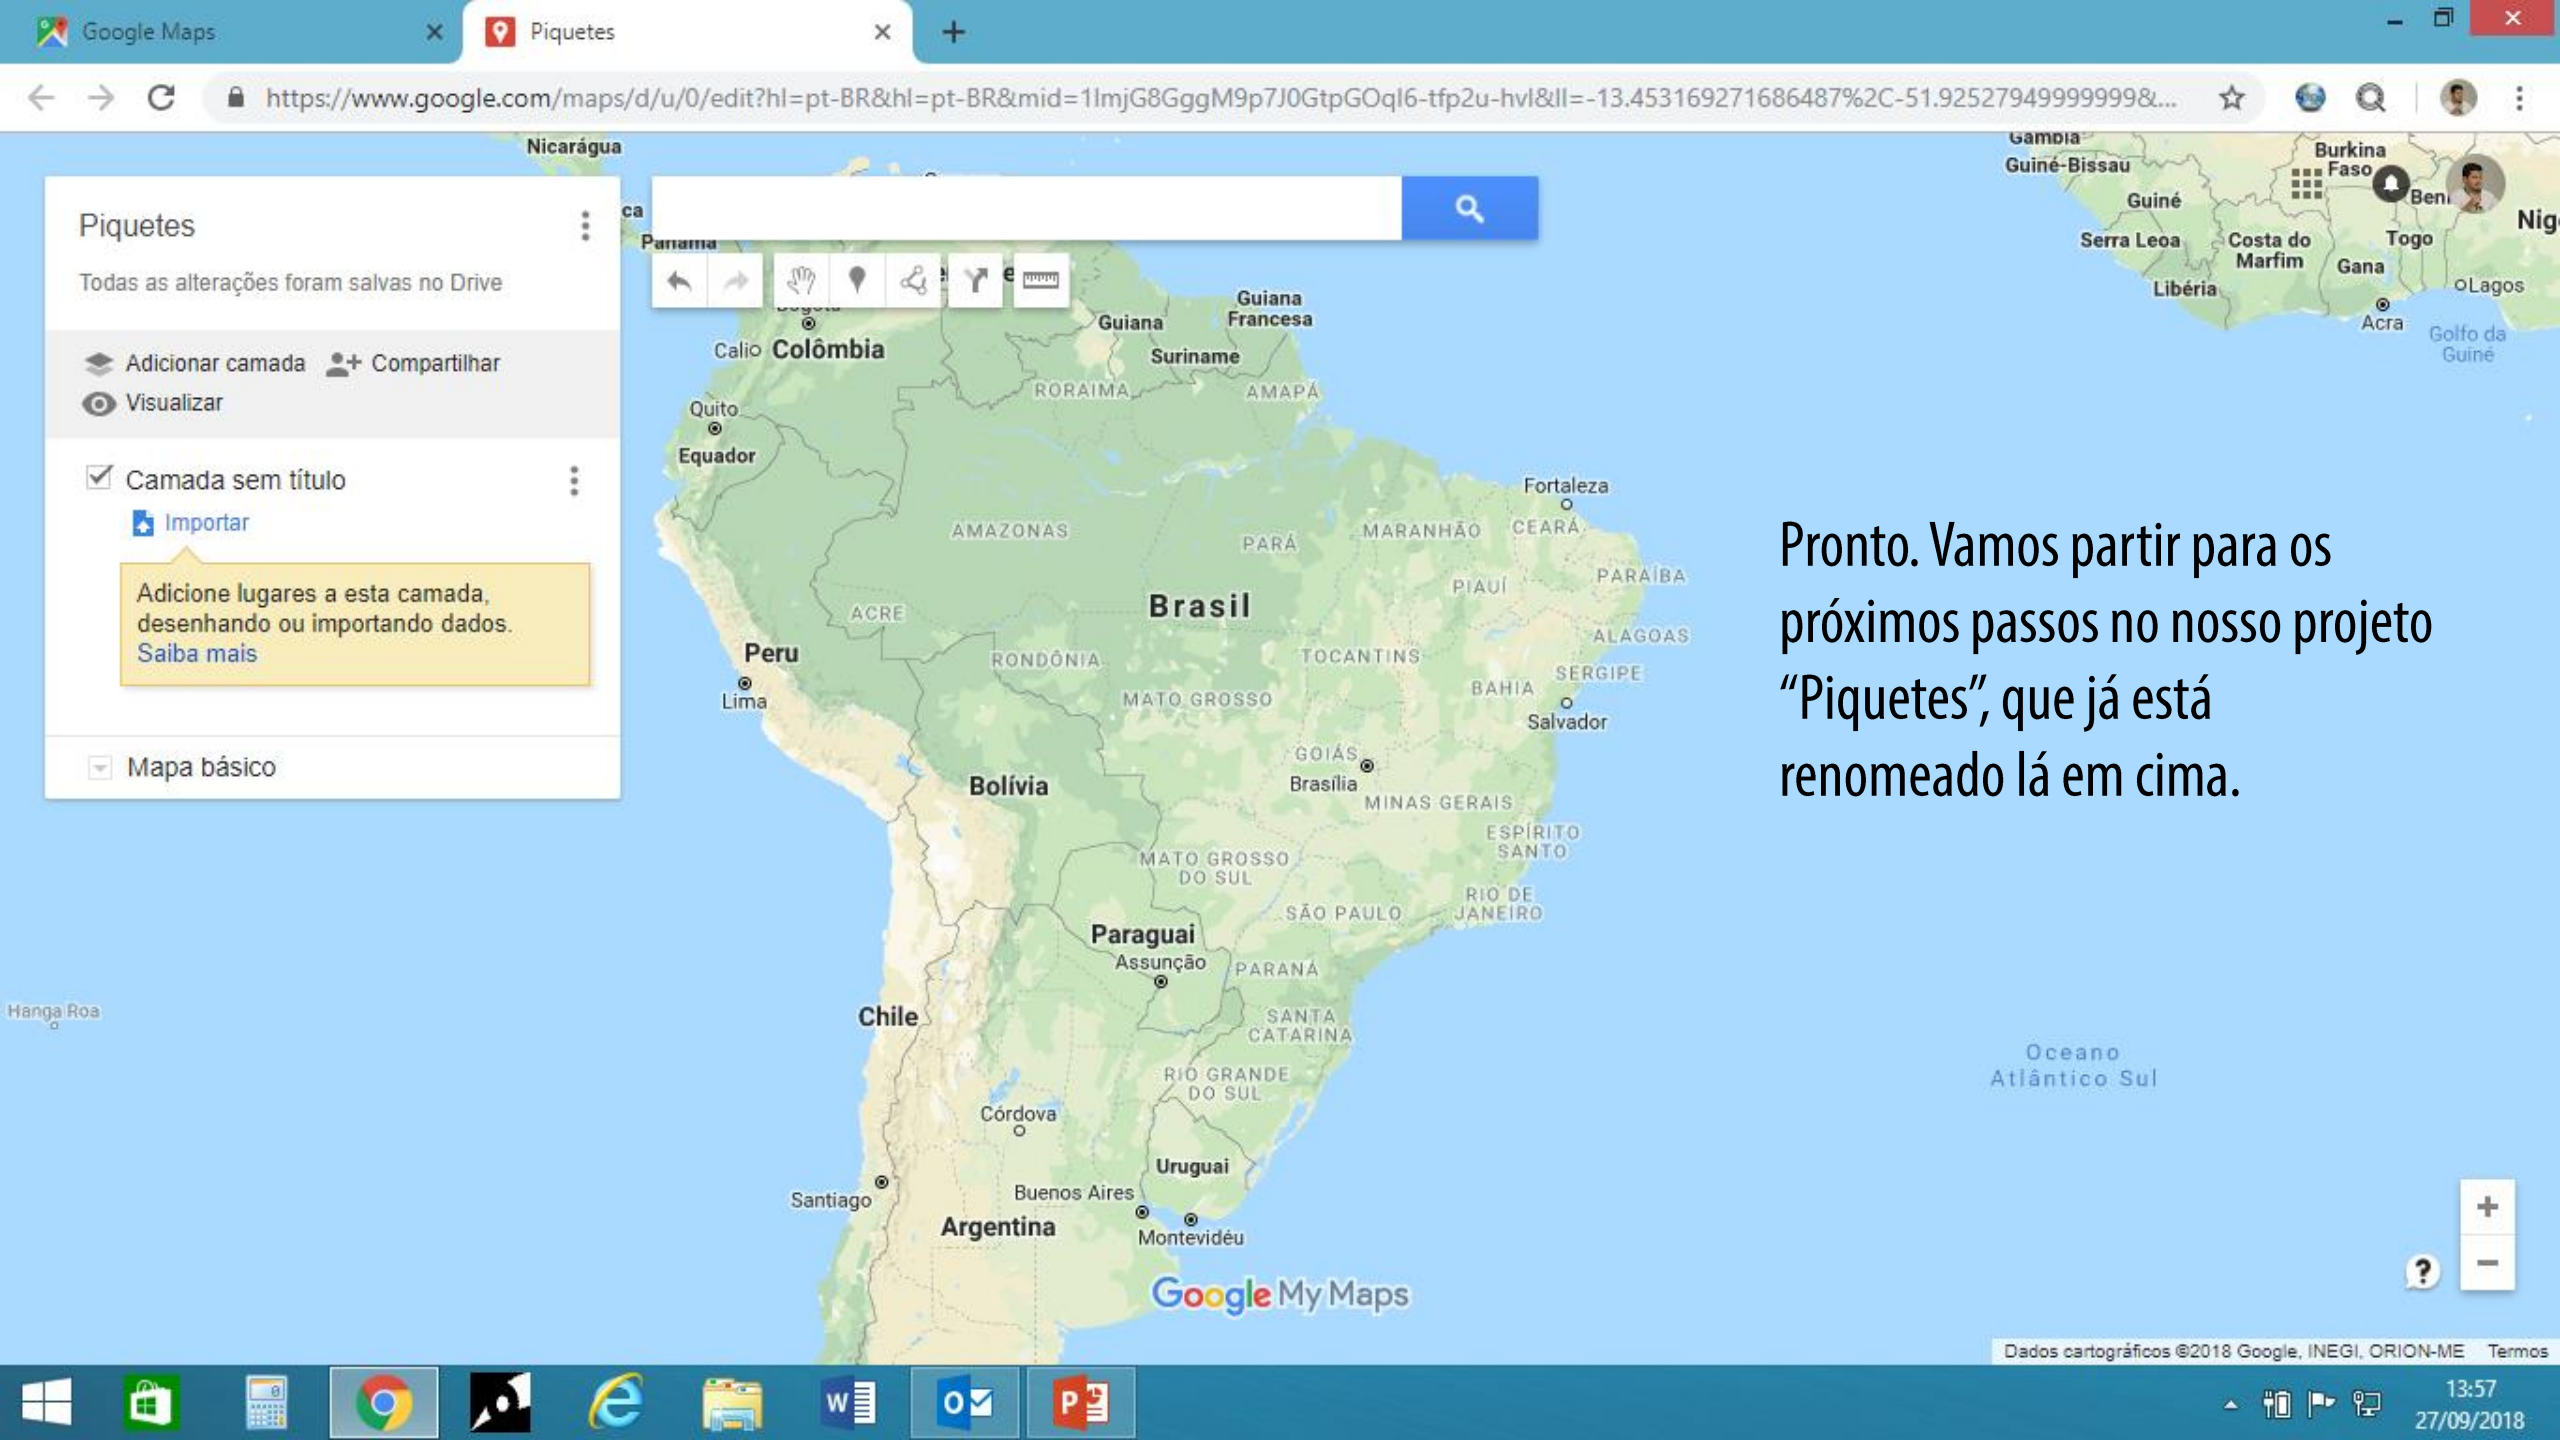 Google Maps
Piquetes
https://www.google.com/maps/d/u/0/edit?hl=pt-BR&hl=pt-BR&mid=1lmjG8GggM9p7J0GtpGOqI6-tfp2u-hvl&ll=-13.453169271686487%2C-51.92527949999999&...
Piquetes
Todas as alterações foram salvas no Drive
Adicionar camada
Compartilhar
Visualizar
Camada sem título
Importar
Adicione lugares a esta camada,
desenhando ou importando dados.
Saiba mais
Mapa básico
Nicarágua
ca
Panamá
Gâmbia
Guiné-Bissau
Burkina
Faso
Guiné
Beni
Nig
Serra Leoa
Costa do
Marfim
Togo
Gana
Libéria
Lagos
Acra
Golfo da
Guiné
Bogotá
Cali
Colômbia
Guiana
Guiana
Francesa
Suriname
RORAIMA
AMAPÁ
Quito
Equador
Fortaleza
AMAZONAS
PARÁ
MARANHÃO
CEARÁ
PIAUÍ
PARAÍBA
ACRE
Brasil
ALAGOAS
Peru
RONDÔNIA
TOCANTINS
SERGIPE
Lima
MATO GROSSO
BAHIA
Salvador
GOIÁS
Brasília
Bolívia
MINAS GERAIS
ESPÍRITO
SANTO
MATO GROSSO
DO SUL
RIO DE
JANEIRO
SÃO PAULO
Paraguai
Assunção
PARANÁ
Hanga Roa
Chile
SANTA
CATARINA
RIO GRANDE
DO SUL
Córdova
Uruguai
Santiago
Buenos Aires
Argentina
Montevidéu
Oceano
Atlântico Sul
Pronto. Vamos partir para os
próximos passos no nosso projeto
“Piquetes”, que já está
renomeado lá em cima.
Google My Maps
Dados cartográficos ©2018 Google, INEGI, ORION-ME Termos
13:57
27/09/2018